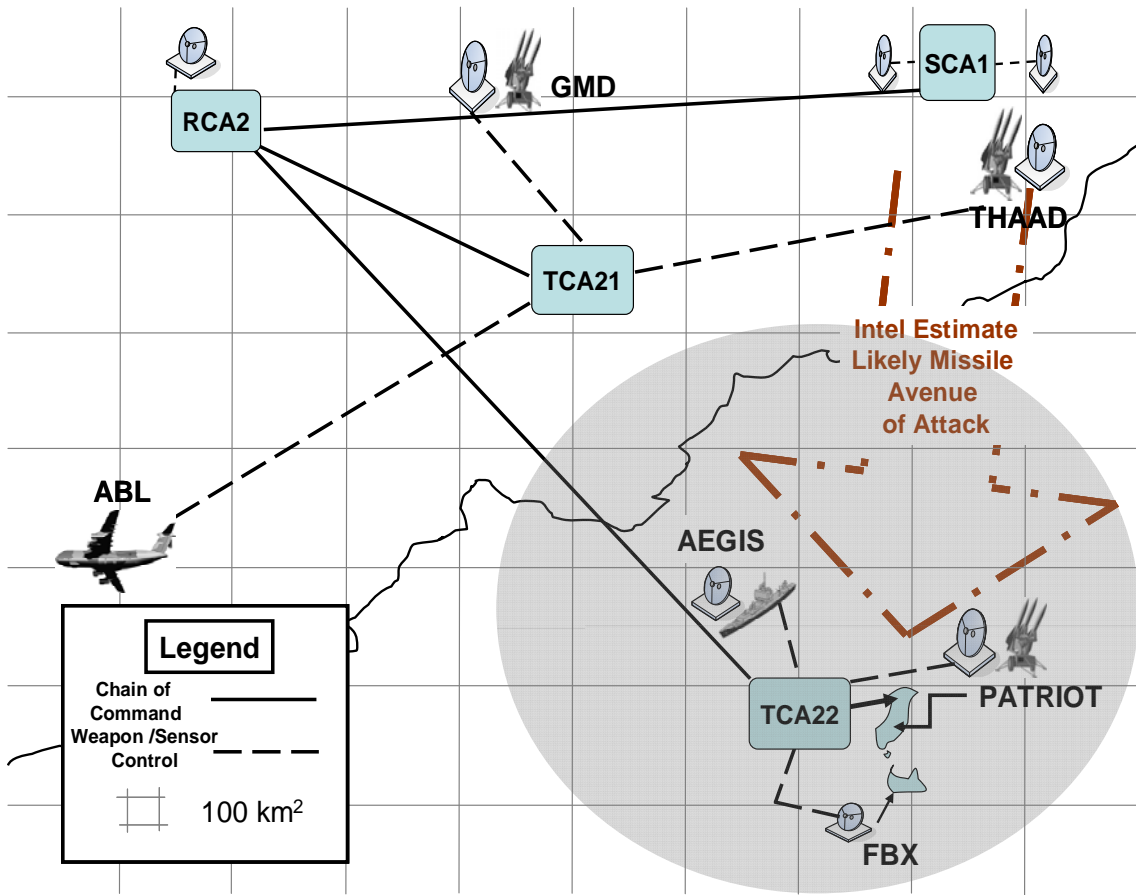 GMD
SCA1
RCA2
THAAD
TCA21
Intel Estimate
Likely Missile
Avenue
of Attack
ABL
AEGIS
Legend
Chain of
Command
Weapon /Sensor
Control
100 km²
PATRIOT
TCA22
FBX